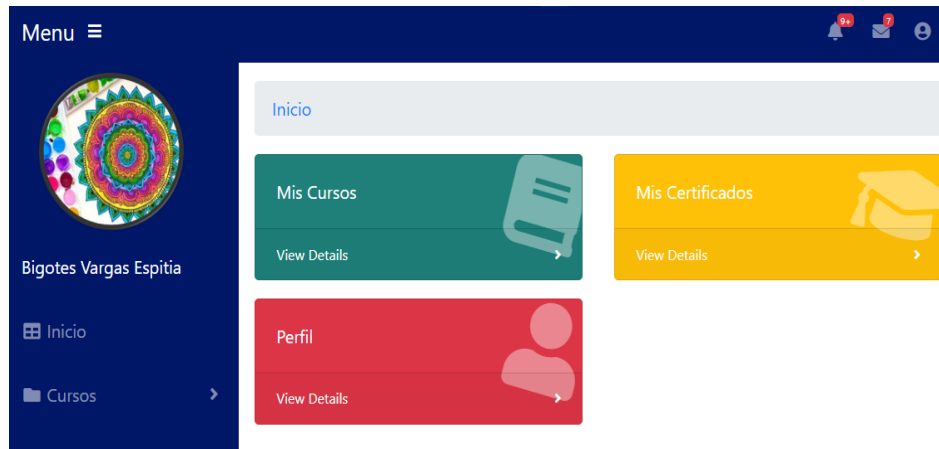 Menu
9+
7
Bigotes Vargas Espitia
Inicio
Cursos
Inicio
Mis Cursos
View Details
Mis Certificados
View Details
Perfil
View Details